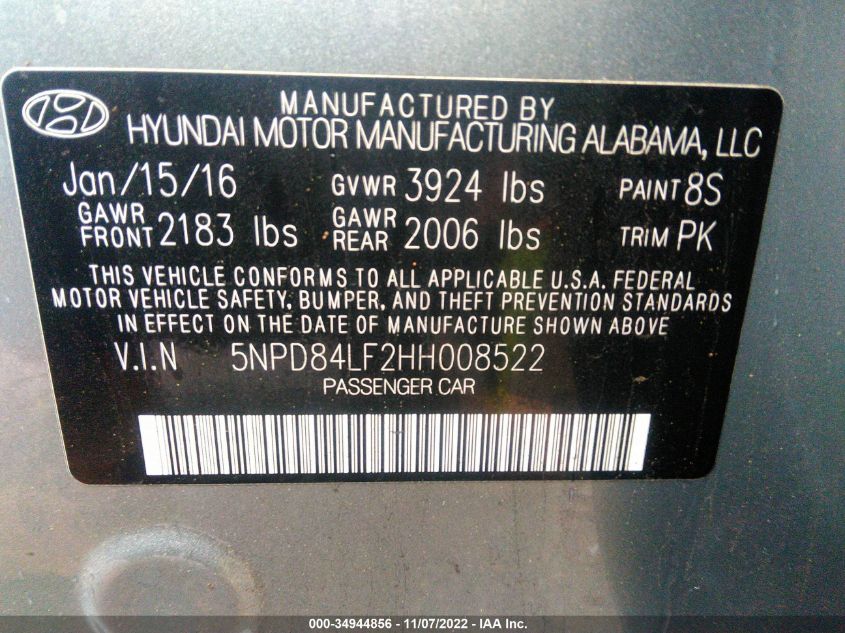 MANUFACTURED BY
HYUNDAI MOTOR MANUFACTURING ALABAMA, LLC
Jan/15/16 GVWR 3924 lbs PAINT 8S
GAWR FRONT 2183 lbs GAWR REAR 2006 lbs TRIM PK
THIS VEHICLE CONFORMS TO ALL APPLICABLE U.S.A. FEDERAL
MOTOR VEHICLE SAFETY, BUMPER, AND THEFT PREVENTION STANDARDS
IN EFFECT ON THE DATE OF MANUFACTURE SHOWN ABOVE
V.I.N 5NPD84LF2HH008522
PASSENGER CAR
000-34944856 - 11/07/2022 - IAA Inc.